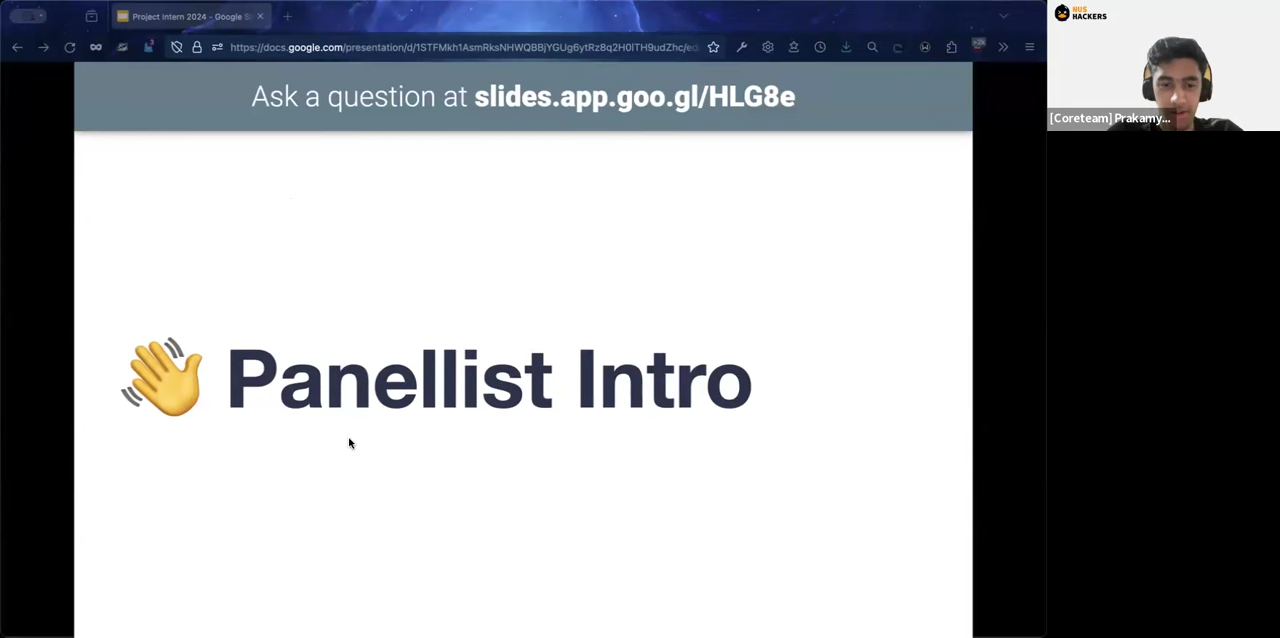 Project Intern 2024 - Google S
https://docs.google.com/presentation/d/1STFMkh1AsmRksNHWQBBjYGUg6ytRz8q2H0lTH9udZhc/ed
Ask a question at slides.app.goo.gl/HLG8e
👋 Panellist Intro
NUS
HACKERS
[Coreteam] Prakamy...